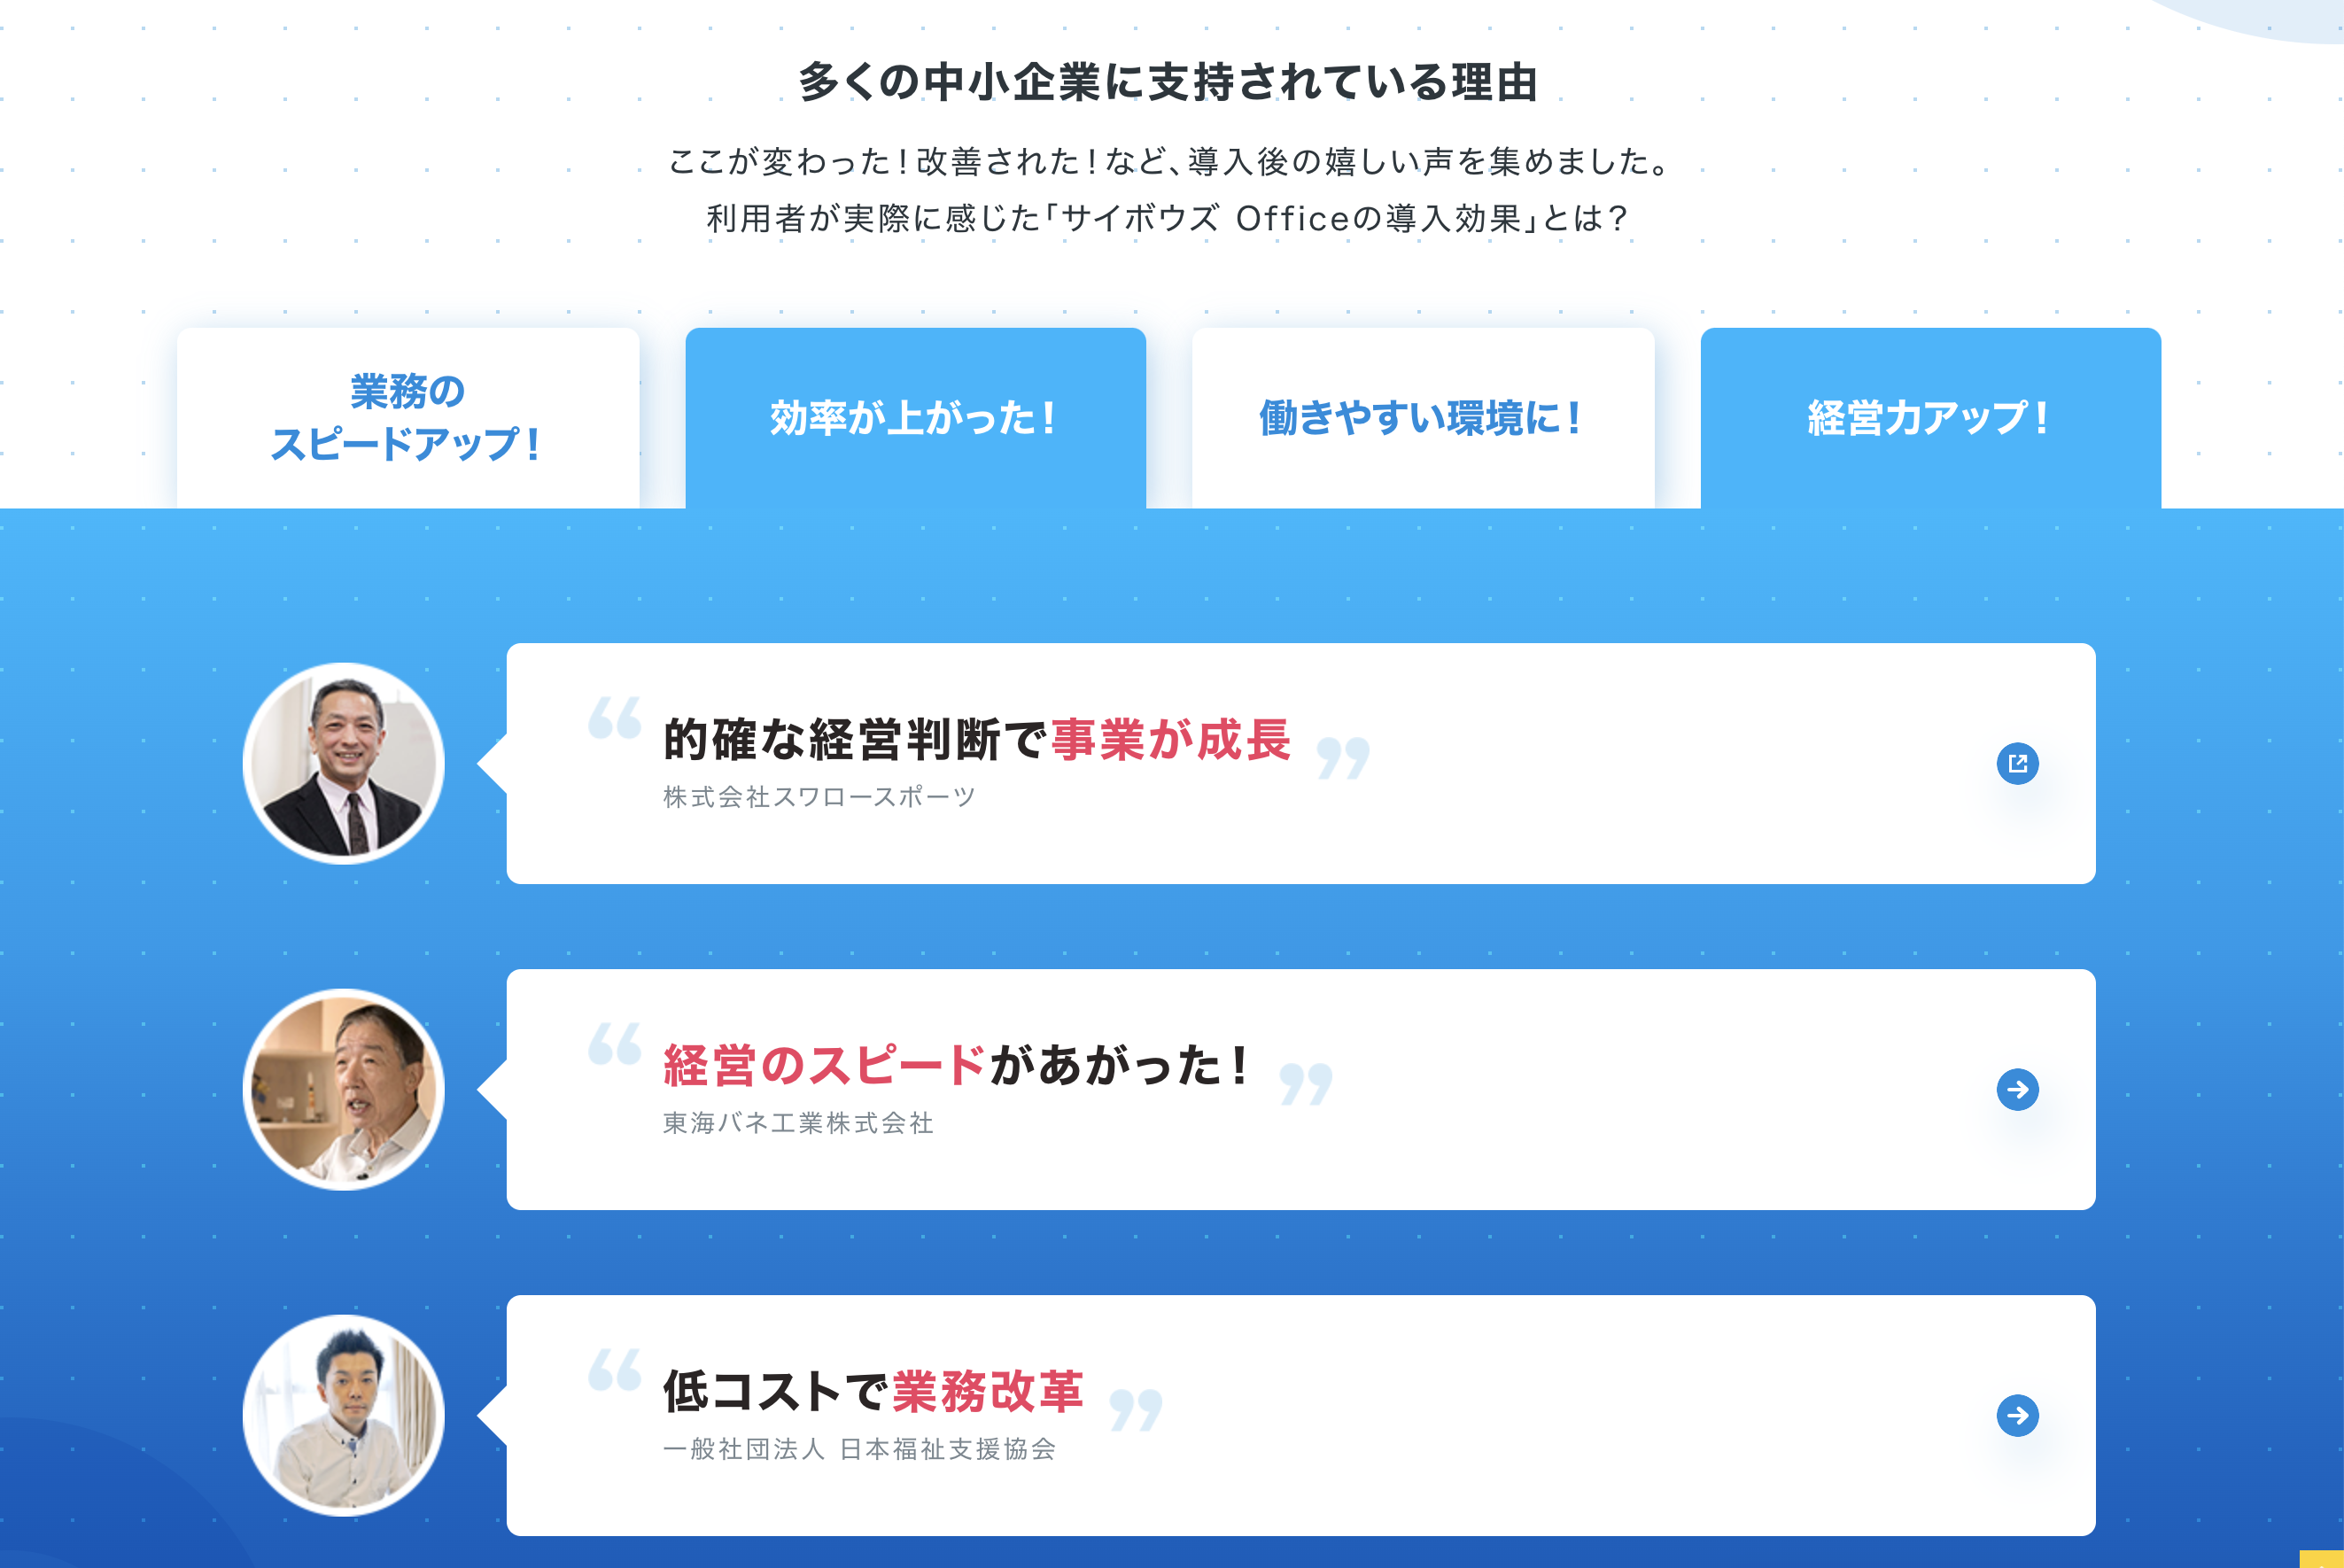 多くの中小企業に支持されている理由
ここが変わった！改善された！など、導入後の嬉しい声を集めました。
利用者が実際に感じた「サイボウズ Officeの導入効果」とは？
業務の
スピードアップ！
効率が上がった！
働きやすい環境に！
経営力アップ！
“ 的確な経営判断で事業が成長 ”
株式会社スワロースポーツ
“ 経営のスピードがあがった！ ”
東海バネ工業株式会社
“ 低コストで業務改革 ”
一般社団法人 日本福祉支援協会